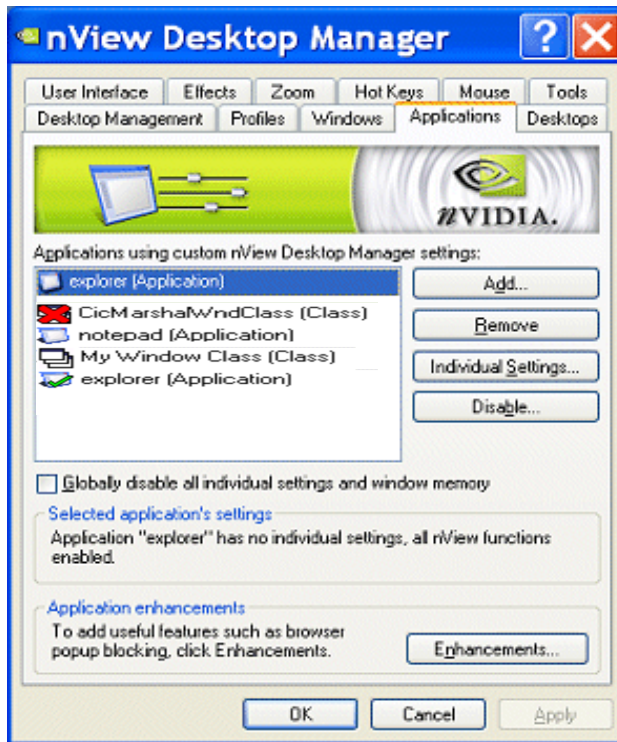 nView Desktop Manager
User Interface Effects Zoom Hot Keys Mouse Tools
Desktop Management Profiles Windows Applications Desktops
nVIDIA.
Applications using custom nView Desktop Manager settings:
explorer (Application)
CicMarshalWndClass (Class)
notepad (Application)
My Window Class (Class)
explorer (Application)
Add...
Remove
Individual Settings...
Disable...
Globally disable all individual settings and window memory
Selected application's settings
Application "explorer" has no individual settings, all nView functions
enabled.
Application enhancements
To add useful features such as browser
popup blocking, click Enhancements.
Enhancements...
OK Cancel Apply